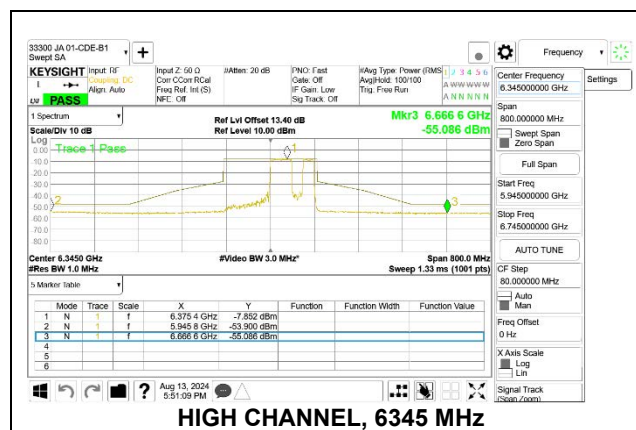 33300 JA 01-CDE-B1
Swept SA
Frequency
KEYSIGHT
Input: RF
Coupling: DC
Align: Auto
Input Z: 50 Ω
Corr CCorr RCal
Freq Ref: Int (S)
NFE: Off
#Atten: 20 dB
PNO: Fast
Gate: Off
IF Gain: Low
Sig Track: Off
#Avg Type: Power (RMS
Avg|Hold: 100/100
Trig: Free Run
1 2 3 4 5 6
A W W W W W
A N N N N N
PASS
Center Frequency
6.345000000 GHz
Settings
Span
800.000000 MHz
Swept Span
Zero Span
Full Span
Start Freq
5.945000000 GHz
Stop Freq
6.745000000 GHz
AUTO TUNE
CF Step
80.000000 MHz
Auto
Man
Freq Offset
0 Hz
X Axis Scale
Log
Lin
Signal Track
(Span Zoom)
1 Spectrum
Scale/Div 10 dB
Ref Lvl Offset 13.40 dB
Ref Level 10.00 dBm
Mkr3 6.666 6 GHz
-55.086 dBm
Log
Trace 1 Pass
0.00
-10.0
-20.0
-30.0
-40.0
-50.0
-60.0
-70.0
-80.0
1
2
3
Center 6.3450 GHz
#Res BW 1.0 MHz
#Video BW 3.0 MHz*
Span 800.0 MHz
Sweep 1.33 ms (1001 pts)
5 Marker Table
Mode Trace Scale X Y Function Function Width Function Value
1 N 1 f 6.375 4 GHz -7.852 dBm
2 N 1 f 5.945 8 GHz -53.900 dBm
3 N 1 f 6.666 6 GHz -55.086 dBm
4
5
6
Aug 13, 2024
5:51:09 PM
HIGH CHANNEL, 6345 MHz